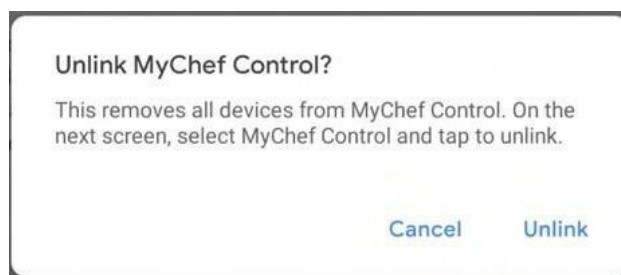 Unlink MyChef Control?
This removes all devices from MyChef Control. On the
next screen, select MyChef Control and tap to unlink.
Cancel Unlink